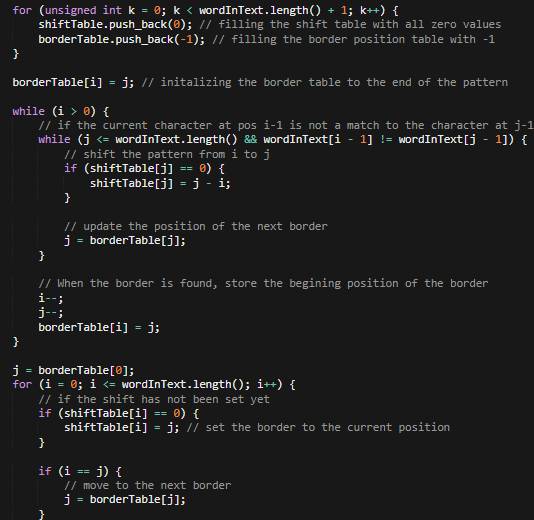 for (unsigned int k = 0; k < wordInText.length() + 1; k++) {
    shiftTable.push_back(0); // filling the shift table with all zero values
    borderTable.push_back(-1); // filling the border position table with -1
}

borderTable[i] = j; // initalizing the border table to the end of the pattern

while (i > 0) {
    // if the current character at pos i-1 is not a match to the character at j-1
    while (j <= wordInText.length() && wordInText[i - 1] != wordInText[j - 1]) {
        // shift the pattern from i to j
        if (shiftTable[j] == 0) {
            shiftTable[j] = j - i;
        }

        // update the position of the next border
        j = borderTable[j];
    }

    // When the border is found, store the begining position of the border
    i--;
    j--;
    borderTable[i] = j;
}

j = borderTable[0];
for (i = 0; i <= wordInText.length(); i++) {
    // if the shift has not been set yet
    if (shiftTable[i] == 0) {
        shiftTable[i] = j; // set the border to the current position
    }

    if (i == j) {
        // move to the next border
        j = borderTable[j];
    }